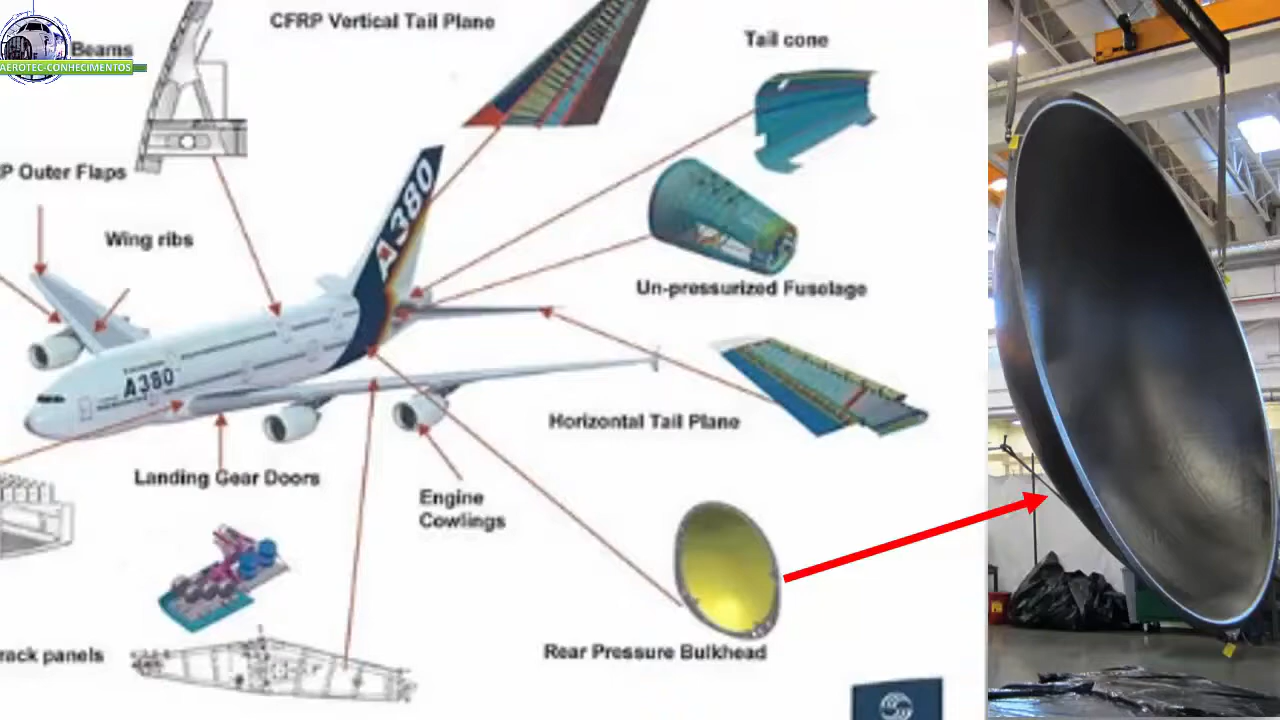 CFRP Vertical Tail Plane
Tail cone
Beams
AEROTEC-CONHECIMENTOS
P Outer Flaps
Wing ribs
A380
Un-pressurized Fuselage
A380
Horizontal Tail Plane
Landing Gear Doors
Engine
Cowlings
rack panels
Rear Pressure Bulkhead